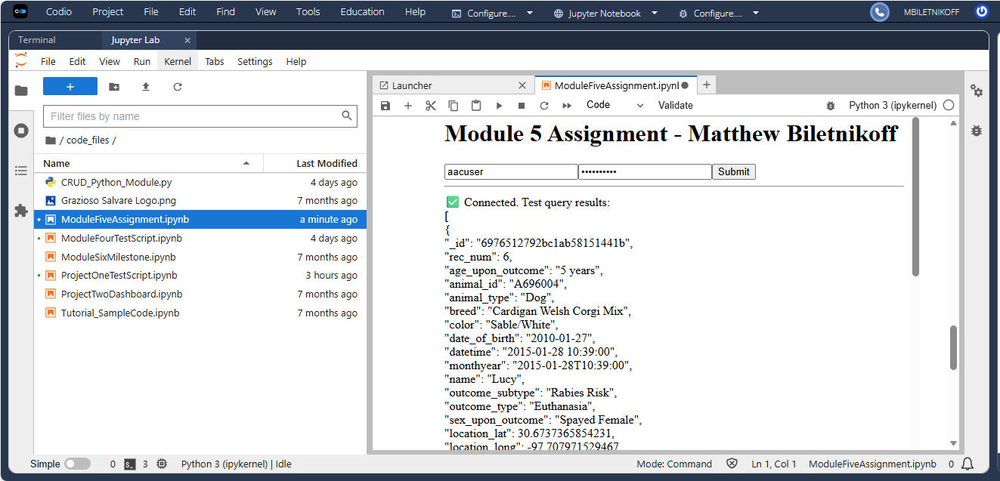 Codio Project File Edit Find View Tools Education Help Configure.... Jupyter Notebook Configure.... MBILETNIKOFF
Terminal Jupyter Lab
File Edit View Run Kernel Tabs Settings Help
Launcher ModuleFiveAssignment.ipynl
Code Validate Python 3 (ipykernel)
Filter files by name
/ code_files /
Name Last Modified
CRUD_Python_Module.py 4 days ago
Grazioso Salvare Logo.png 7 months ago
ModuleFiveAssignment.ipynb a minute ago
ModuleFourTestScript.ipynb 4 days ago
ModuleSixMilestone.ipynb 7 months ago
ProjectOneTestScript.ipynb 3 hours ago
ProjectTwoDashboard.ipynb 7 months ago
Tutorial_SampleCode.ipynb 7 months ago
Module 5 Assignment - Matthew Biletnikoff
aacuser •••••••••• Submit
✅ Connected. Test query results:
[
{
"_id": "6976512792bc1ab58151441b",
"rec_num": 6,
"age_upon_outcome": "5 years",
"animal_id": "A696004",
"animal_type": "Dog",
"breed": "Cardigan Welsh Corgi Mix",
"color": "Sable/White",
"date_of_birth": "2010-01-27",
"datetime": "2015-01-28 10:39:00",
"monthyear": "2015-01-28T10:39:00",
"name": "Lucy",
"outcome_subtype": "Rabies Risk",
"outcome_type": "Euthanasia",
"sex_upon_outcome": "Spayed Female",
"location_lat": 30.6737365854231,
"location_long": -97.707971529467
Simple 0 3 Python 3 (ipykernel) | Idle Mode: Command Ln 1, Col 1 ModuleFiveAssignment.ipynb 0